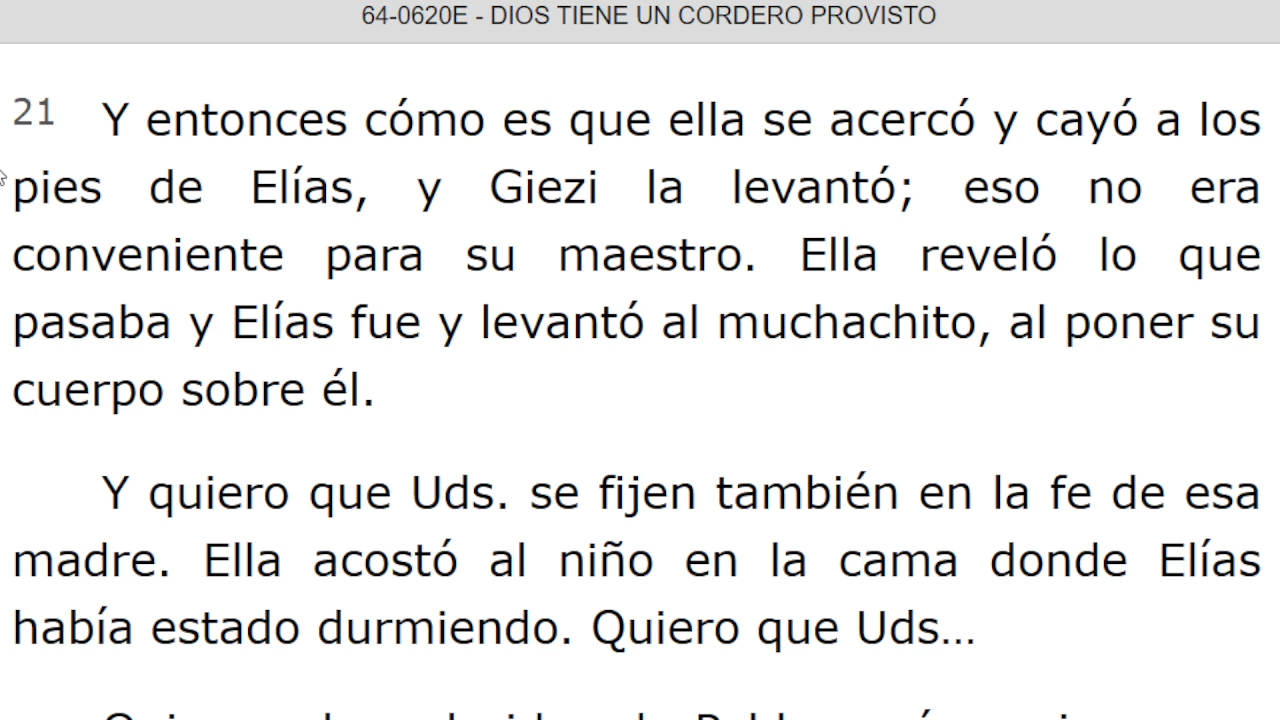 64-0620E - DIOS TIENE UN CORDERO PROVISTO
21 Y entonces cómo es que ella se acercó y cayó a los
pies de Elías, y Giezi la levantó; eso no era
conveniente para su maestro. Ella reveló lo que
pasaba y Elías fue y levantó al muchachito, al poner su
cuerpo sobre él.
Y quiero que Uds. se fijen también en la fe de esa
madre. Ella acostó al niño en la cama donde Elías
había estado durmiendo. Quiero que Uds...